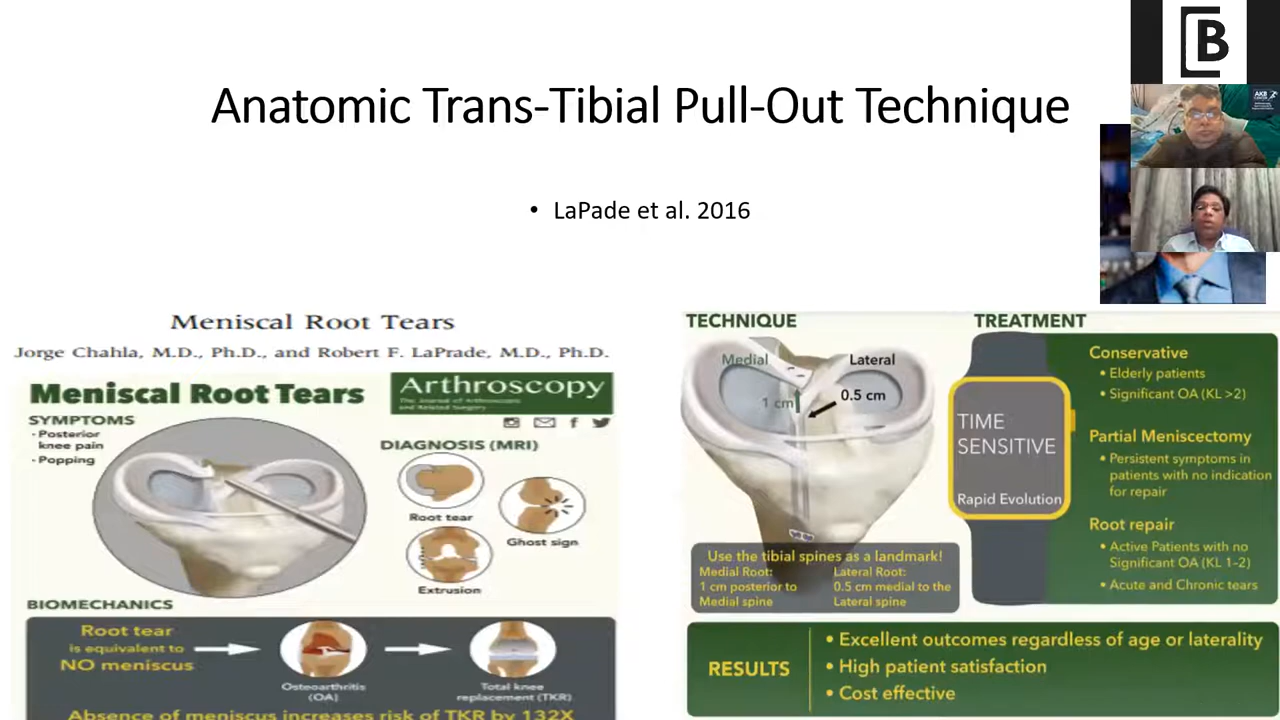 B
AKB
Anatomic Trans-Tibial Pull-Out Technique
• LaPade et al. 2016
Meniscal Root Tears
Jorge Chahla, M.D., Ph.D., and Robert F. LaPrade, M.D., Ph.D.
Meniscal Root Tears
Arthroscopy
The Journal of Arthroscopic
and Related Surgery
SYMPTOMS
- Posterior
knee pain
- Popping
DIAGNOSIS (MRI)
Root tear
Ghost sign
Extrusion
BIOMECHANICS
Root tear
is equivalent to
NO meniscus
Osteoarthritis
(OA)
Total knee
replacement (TKR)
Absence of meniscus increases risk of TKR by 132X
TECHNIQUE
Medial
Lateral
1 cm
0.5 cm
Use the tibial spines as a landmark!
Medial Root:
1 cm posterior to
Medial spine
Lateral Root:
0.5 cm medial to the
Lateral spine
TREATMENT
TIME
SENSITIVE
Rapid Evolution
Conservative
• Elderly patients
• Significant OA (KL >2)
Partial Meniscectomy
• Persistent symptoms in
patients with no indication
for repair
Root repair
• Active Patients with no
Significant OA (KL 1-2)
• Acute and Chronic tears
RESULTS
• Excellent outcomes regardless of age or laterality
• High patient satisfaction
• Cost effective